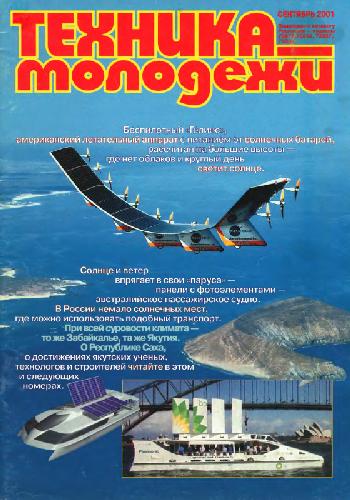 СЕНТЯБРЬ 2001
ТЕХНИКА
МОЛОДЕЖИ
Беспилотный «Гелиос»,
американский летательный аппарат с питанием от солнечных батарей,
рассчитан на большие высоты —
где нет облаков и круглый день
светит солнце.
Солнце и ветер
впрягает в свои «паруса» —
панели с фотоэлементами —
австралийское пассажирское судно.
В России немало солнечных мест,
где можно использовать подобный транспорт.
При всей суровости климата —
то же Забайкалье, та же Якутия.
О Республике Саха,
о достижениях якутских ученых,
технологов и строителей читайте в этом
и следующих
номерах.
bp